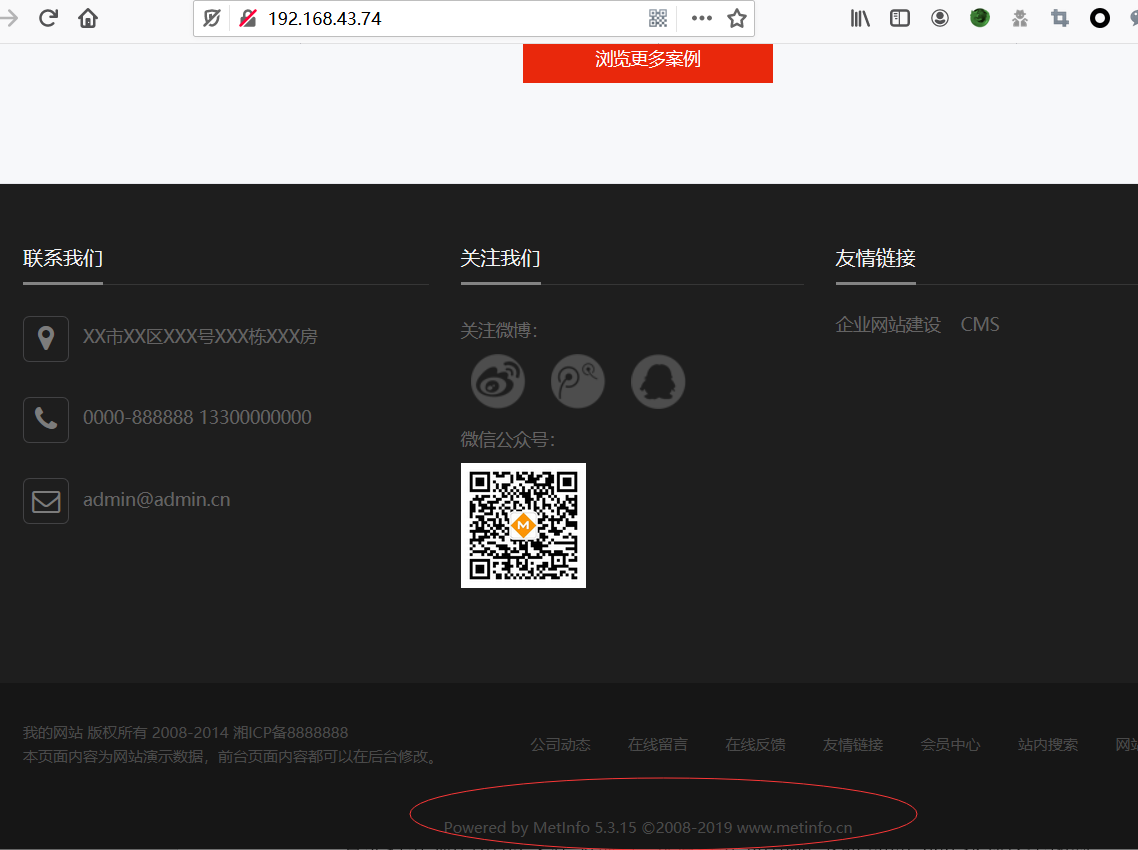 192.168.43.74
浏览更多案例
联系我们
XX市XX区XXX号XXX栋XXX房
0000-888888 13300000000
admin@admin.cn
关注我们
关注微博：
微信公众号：
M
友情链接
企业网站建设 CMS
我的网站 版权所有 2008-2014 湘ICP备8888888
本页面内容为网站演示数据，前台页面内容都可以在后台修改。
公司动态 在线留言 在线反馈 友情链接 会员中心 站内搜索 网站
Powered by MetInfo 5.3.15 ©2008-2019 www.metinfo.cn